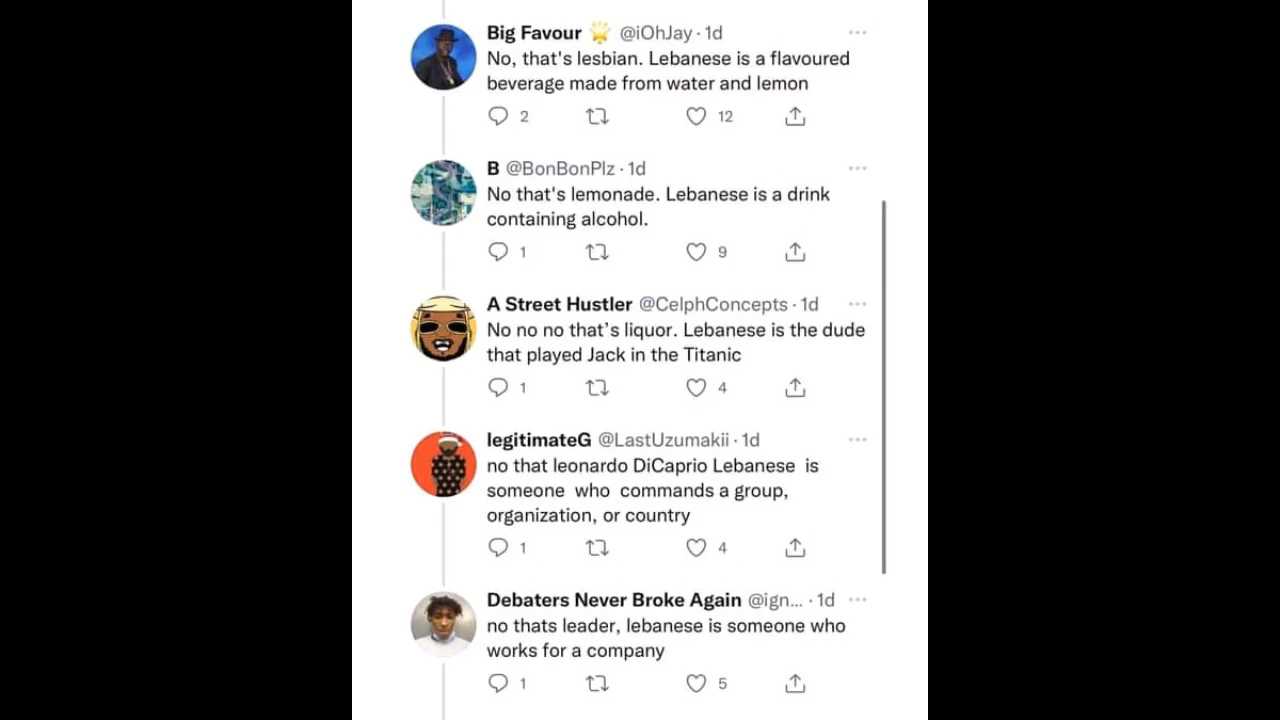 Big Favour 🌟 @iOhJay · 1d
No, that's lesbian. Lebanese is a flavoured
beverage made from water and lemon
2 12
B @BonBonPlz · 1d
No that's lemonade. Lebanese is a drink
containing alcohol.
1 9
A Street Hustler @CelphConcepts · 1d
No no no that’s liquor. Lebanese is the dude
that played Jack in the Titanic
1 4
legitimateG @LastUzumakii · 1d
no that leonardo DiCaprio Lebanese is
someone who commands a group,
organization, or country
1 4
Debaters Never Broke Again @ign... · 1d
no thats leader, lebanese is someone who
works for a company
1 5